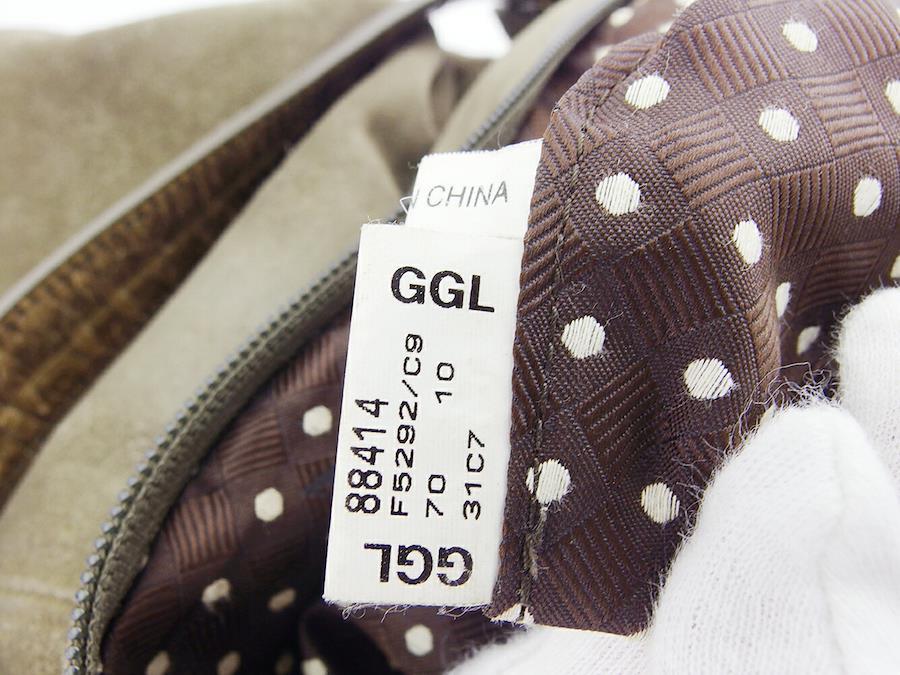 CHINA
GGL
88414
F5292/C9
70 10
31C7
GGL